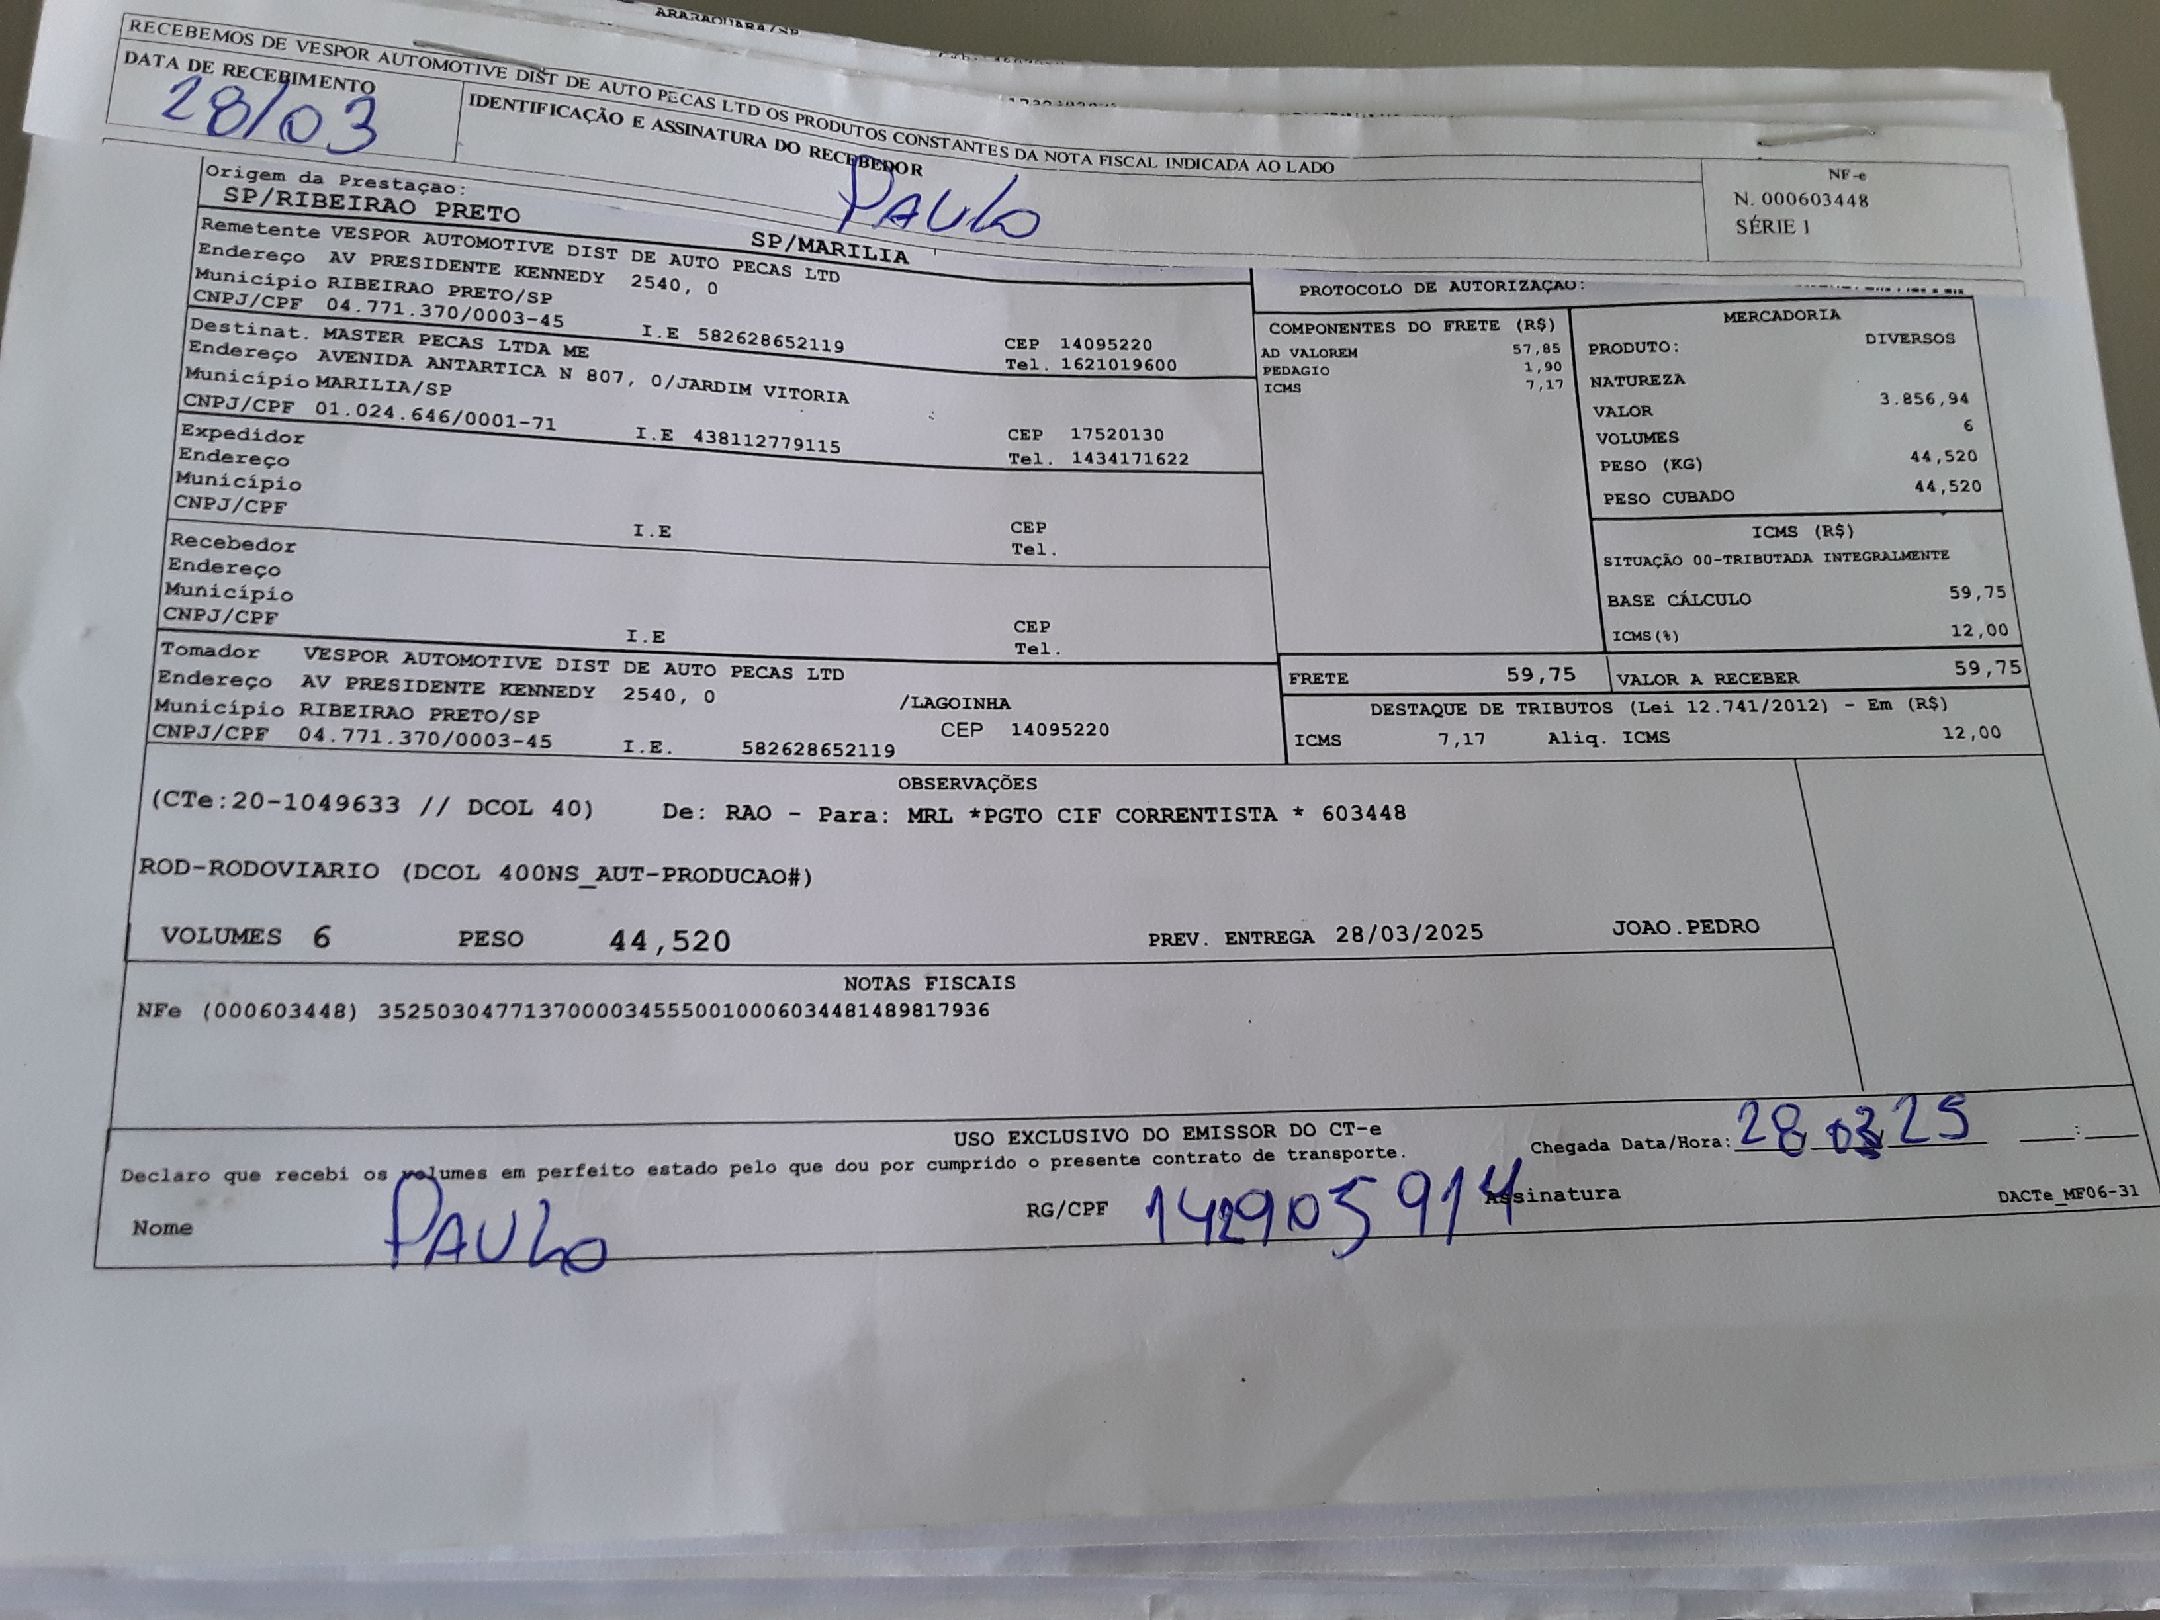 ARARAQUARA/SP
RECEBEMOS DE VESPOR AUTOMOTIVE DIST DE AUTO PECAS LTD OS PRODUTOS CONSTANTES DA NOTA FISCAL INDICADA AO LADO
DATA DE RECEBIMENTO
28/03
IDENTIFICAÇÃO E ASSINATURA DO RECEBEDOR
PAULO
NF-e
N. 000603448
SÉRIE 1
Origem da Prestação:
SP/RIBEIRAO PRETO
SP/MARILIA
Remetente VESPOR AUTOMOTIVE DIST DE AUTO PECAS LTD
Endereço AV PRESIDENTE KENNEDY 2540, 0
Município RIBEIRAO PRETO/SP
CEP 14095220
CNPJ/CPF 04.771.370/0003-45 I.E 582628652119
Tel. 1621019600
Destinat. MASTER PECAS LTDA ME
Endereço AVENIDA ANTARTICA N 807, 0/JARDIM VITORIA
Município MARILIA/SP
CEP 17520130
CNPJ/CPF 01.024.646/0001-71 I.E 438112779115
Tel. 1434171622
Expedidor
Endereço
Município
CEP
CNPJ/CPF I.E
Tel.
Recebedor
Endereço
Município
CEP
CNPJ/CPF I.E
Tel.
Tomador VESPOR AUTOMOTIVE DIST DE AUTO PECAS LTD
Endereço AV PRESIDENTE KENNEDY 2540, 0 /LAGOINHA
Município RIBEIRAO PRETO/SP CEP 14095220
CNPJ/CPF 04.771.370/0003-45 I.E. 582628652119
PROTOCOLO DE AUTORIZAÇÃO:
COMPONENTES DO FRETE (R$)
AD VALOREM 57,85
PEDAGIO 1,90
ICMS 7,17
MERCADORIA
PRODUTO: DIVERSOS
NATUREZA
VALOR 3.856,94
VOLUMES 6
PESO (KG) 44,520
PESO CUBADO 44,520
ICMS (R$)
SITUAÇÃO 00-TRIBUTADA INTEGRALMENTE
BASE CÁLCULO 59,75
ICMS(%) 12,00
FRETE 59,75 VALOR A RECEBER 59,75
DESTAQUE DE TRIBUTOS (Lei 12.741/2012) - Em (R$)
ICMS 7,17 Aliq. ICMS 12,00
OBSERVAÇÕES
(CTe:20-1049633 // DCOL 40) De: RAO - Para: MRL *PGTO CIF CORRENTISTA * 603448
ROD-RODOVIARIO (DCOL 400NS_AUT-PRODUCAO#)
VOLUMES 6 PESO 44,520 PREV. ENTREGA 28/03/2025 JOAO.PEDRO
NOTAS FISCAIS
NFe (000603448) 35250304771370000345550010006034481489817936
USO EXCLUSIVO DO EMISSOR DO CT-e
Chegada Data/Hora: 28 03 25 :
Declaro que recebi os volumes em perfeito estado pelo que dou por cumprido o presente contrato de transporte.
Nome PAULO RG/CPF 142905914 Assinatura DACTe_MF06-31